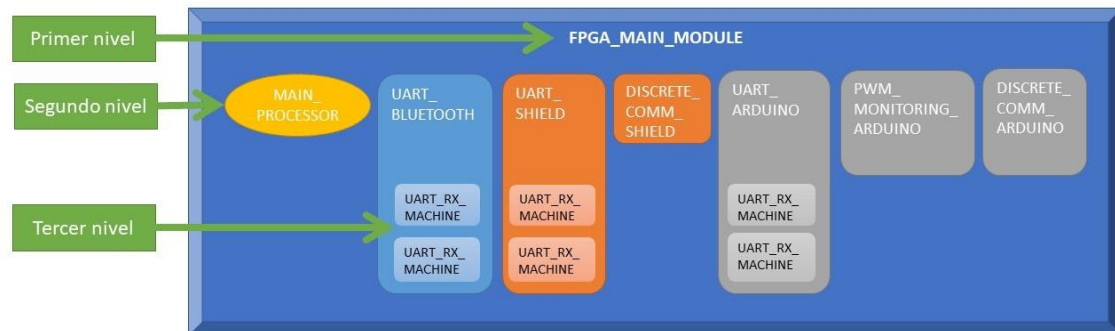 Primer nivel
FPGA_MAIN_MODULE
Segundo nivel
MAIN_
PROCESSOR
UART_
BLUETOOTH
UART_
SHIELD
DISCRETE_
COMM_
SHIELD
UART_
ARDUINO
PWM_
MONITORING_
ARDUINO
DISCRETE_
COMM_
ARDUINO
Tercer nivel
UART_RX_
MACHINE
UART_RX_
MACHINE
UART_RX_
MACHINE
UART_RX_
MACHINE
UART_RX_
MACHINE
UART_RX_
MACHINE